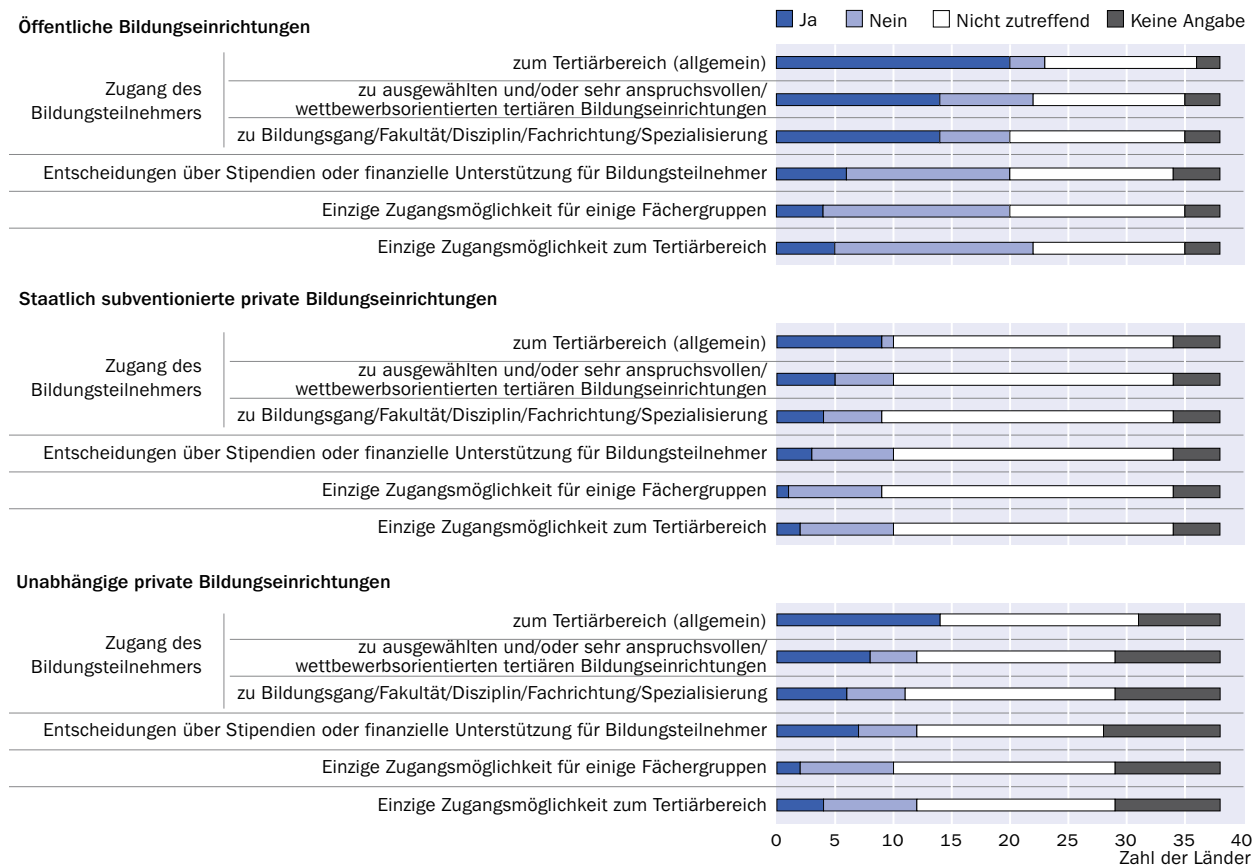 Ja Nein Nicht zutreffend Keine Angabe
Öffentliche Bildungseinrichtungen
zum Tertiärbereich (allgemein)
Zugang des
Bildungsteilnehmers
zu ausgewählten und/oder sehr anspruchsvollen/
wettbewerbsorientierten tertiären Bildungseinrichtungen
zu Bildungsgang/Fakultät/Disziplin/Fachrichtung/Spezialisierung
Entscheidungen über Stipendien oder finanzielle Unterstützung für Bildungsteilnehmer
Einzige Zugangsmöglichkeit für einige Fächergruppen
Einzige Zugangsmöglichkeit zum Tertiärbereich
Staatlich subventionierte private Bildungseinrichtungen
zum Tertiärbereich (allgemein)
Zugang des
Bildungsteilnehmers
zu ausgewählten und/oder sehr anspruchsvollen/
wettbewerbsorientierten tertiären Bildungseinrichtungen
zu Bildungsgang/Fakultät/Disziplin/Fachrichtung/Spezialisierung
Entscheidungen über Stipendien oder finanzielle Unterstützung für Bildungsteilnehmer
Einzige Zugangsmöglichkeit für einige Fächergruppen
Einzige Zugangsmöglichkeit zum Tertiärbereich
Unabhängige private Bildungseinrichtungen
zum Tertiärbereich (allgemein)
Zugang des
Bildungsteilnehmers
zu ausgewählten und/oder sehr anspruchsvollen/
wettbewerbsorientierten tertiären Bildungseinrichtungen
zu Bildungsgang/Fakultät/Disziplin/Fachrichtung/Spezialisierung
Entscheidungen über Stipendien oder finanzielle Unterstützung für Bildungsteilnehmer
Einzige Zugangsmöglichkeit für einige Fächergruppen
Einzige Zugangsmöglichkeit zum Tertiärbereich
0 5 10 15 20 25 30 35 40
Zahl der Länder